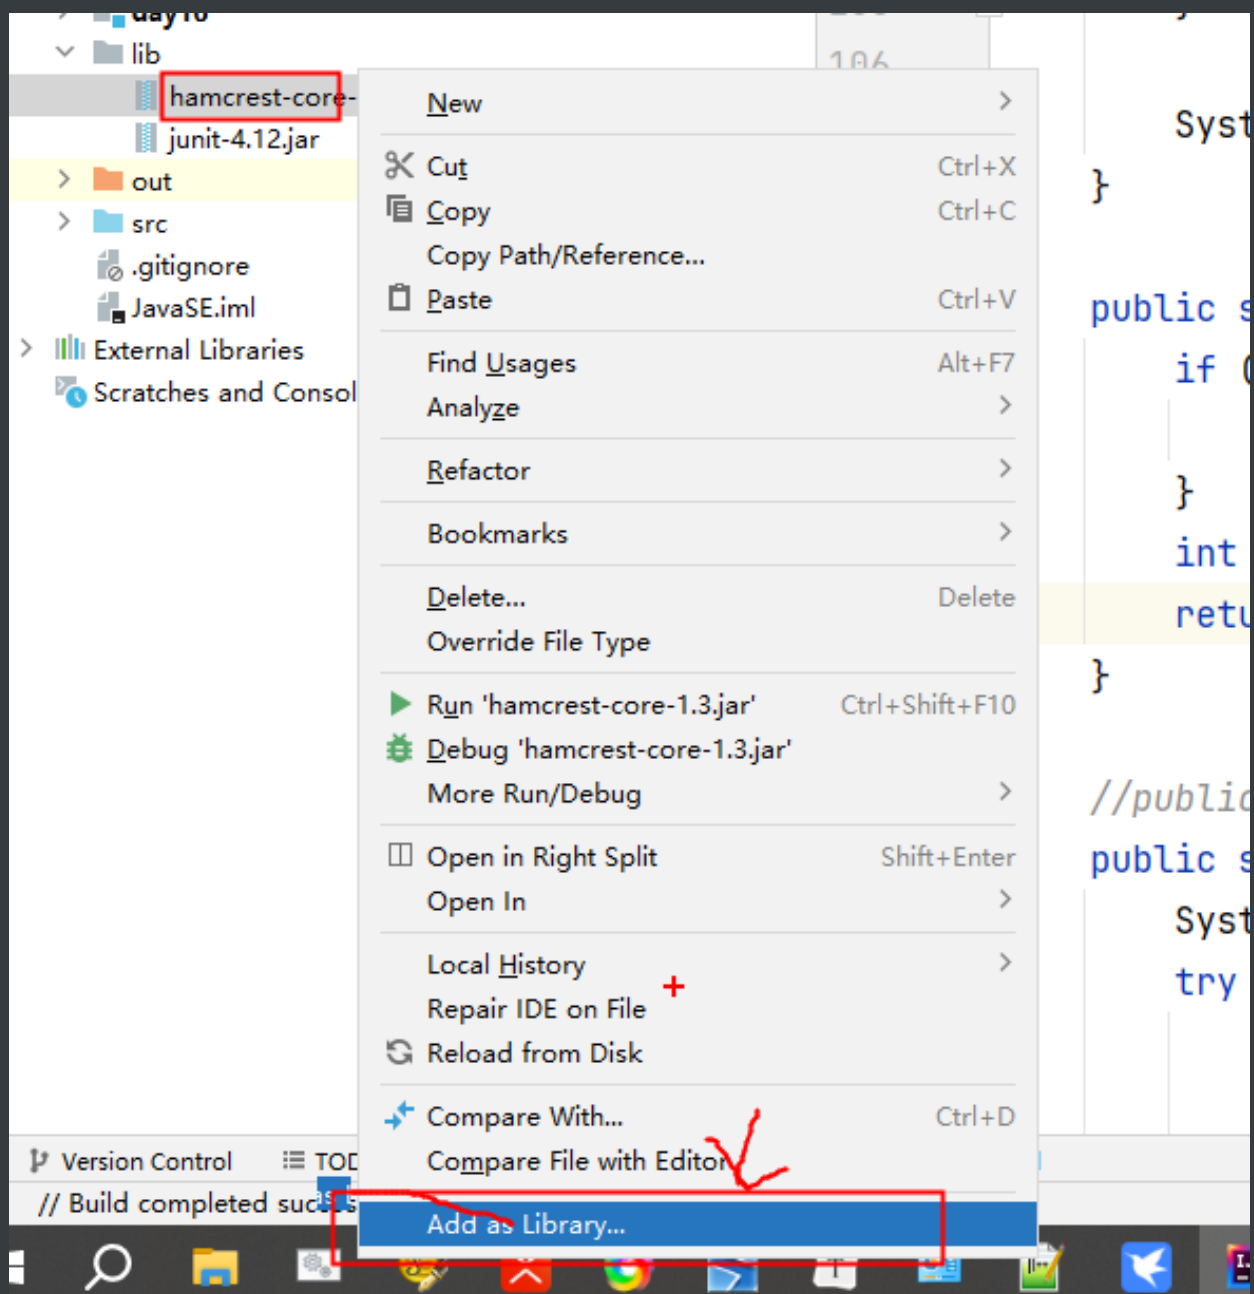 day16
lib
hamcrest-core-
junit-4.12.jar
out
src
.gitignore
JavaSE.iml
External Libraries
Scratches and Consol
New
Cut Ctrl+X
Copy Ctrl+C
Copy Path/Reference...
Paste Ctrl+V
Find Usages Alt+F7
Analyze
Refactor
Bookmarks
Delete... Delete
Override File Type
Run 'hamcrest-core-1.3.jar' Ctrl+Shift+F10
Debug 'hamcrest-core-1.3.jar'
More Run/Debug
Open in Right Split Shift+Enter
Open In
Local History
Repair IDE on File
Reload from Disk
Compare With... Ctrl+D
Compare File with Editor
Add as Library...
106
}
Syst
}
public s
if (
}
int
retu
}
//public
public s
Syst
try
Version Control
TOD
// Build completed suc